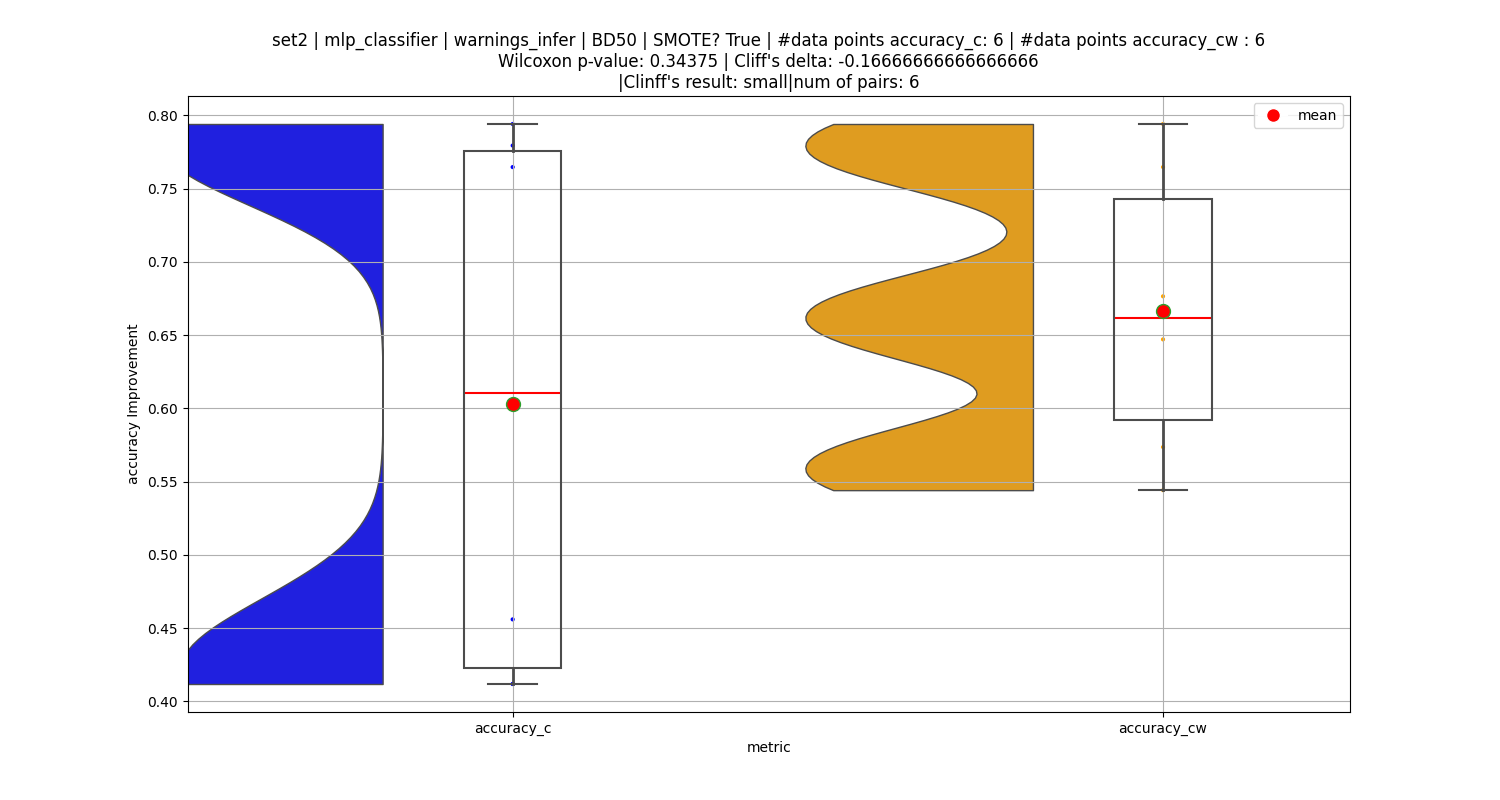 set2 | mlp_classifier | warnings_infer | BD50 | SMOTE? True | #data points accuracy_c: 6 | #data points accuracy_cw : 6
Wilcoxon p-value: 0.34375 | Cliff's delta: -0.16666666666666666
|Clinff's result: small|num of pairs: 6
mean
0.80
0.75
0.70
0.65
0.60
0.55
0.50
0.45
0.40
accuracy Improvement
accuracy_c
accuracy_cw
metric